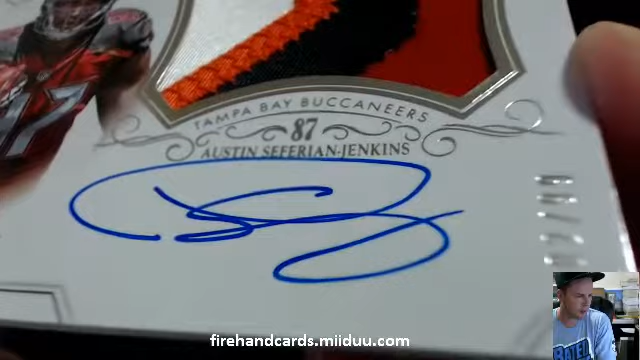 TAMPA BAY BUCCANEERS
87
AUSTIN SEFERIAN-JENKINS
firehandcards.miiduu.com